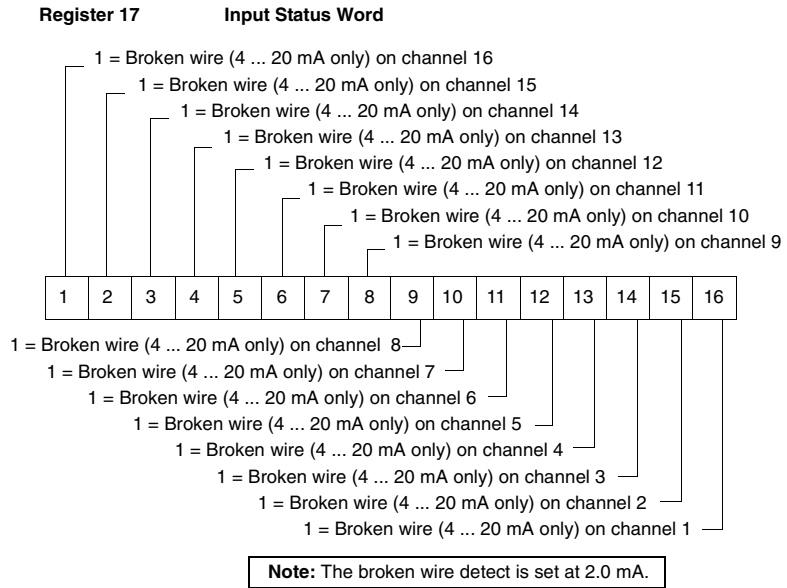 Register 17 Input Status Word
1 = Broken wire (4 ... 20 mA only) on channel 16
1 = Broken wire (4 ... 20 mA only) on channel 15
1 = Broken wire (4 ... 20 mA only) on channel 14
1 = Broken wire (4 ... 20 mA only) on channel 13
1 = Broken wire (4 ... 20 mA only) on channel 12
1 = Broken wire (4 ... 20 mA only) on channel 11
1 = Broken wire (4 ... 20 mA only) on channel 10
1 = Broken wire (4 ... 20 mA only) on channel 9
1 2 3 4 5 6 7 8 9 10 11 12 13 14 15 16
1 = Broken wire (4 ... 20 mA only) on channel 8
1 = Broken wire (4 ... 20 mA only) on channel 7
1 = Broken wire (4 ... 20 mA only) on channel 6
1 = Broken wire (4 ... 20 mA only) on channel 5
1 = Broken wire (4 ... 20 mA only) on channel 4
1 = Broken wire (4 ... 20 mA only) on channel 3
1 = Broken wire (4 ... 20 mA only) on channel 2
1 = Broken wire (4 ... 20 mA only) on channel 1
Note: The broken wire detect is set at 2.0 mA.